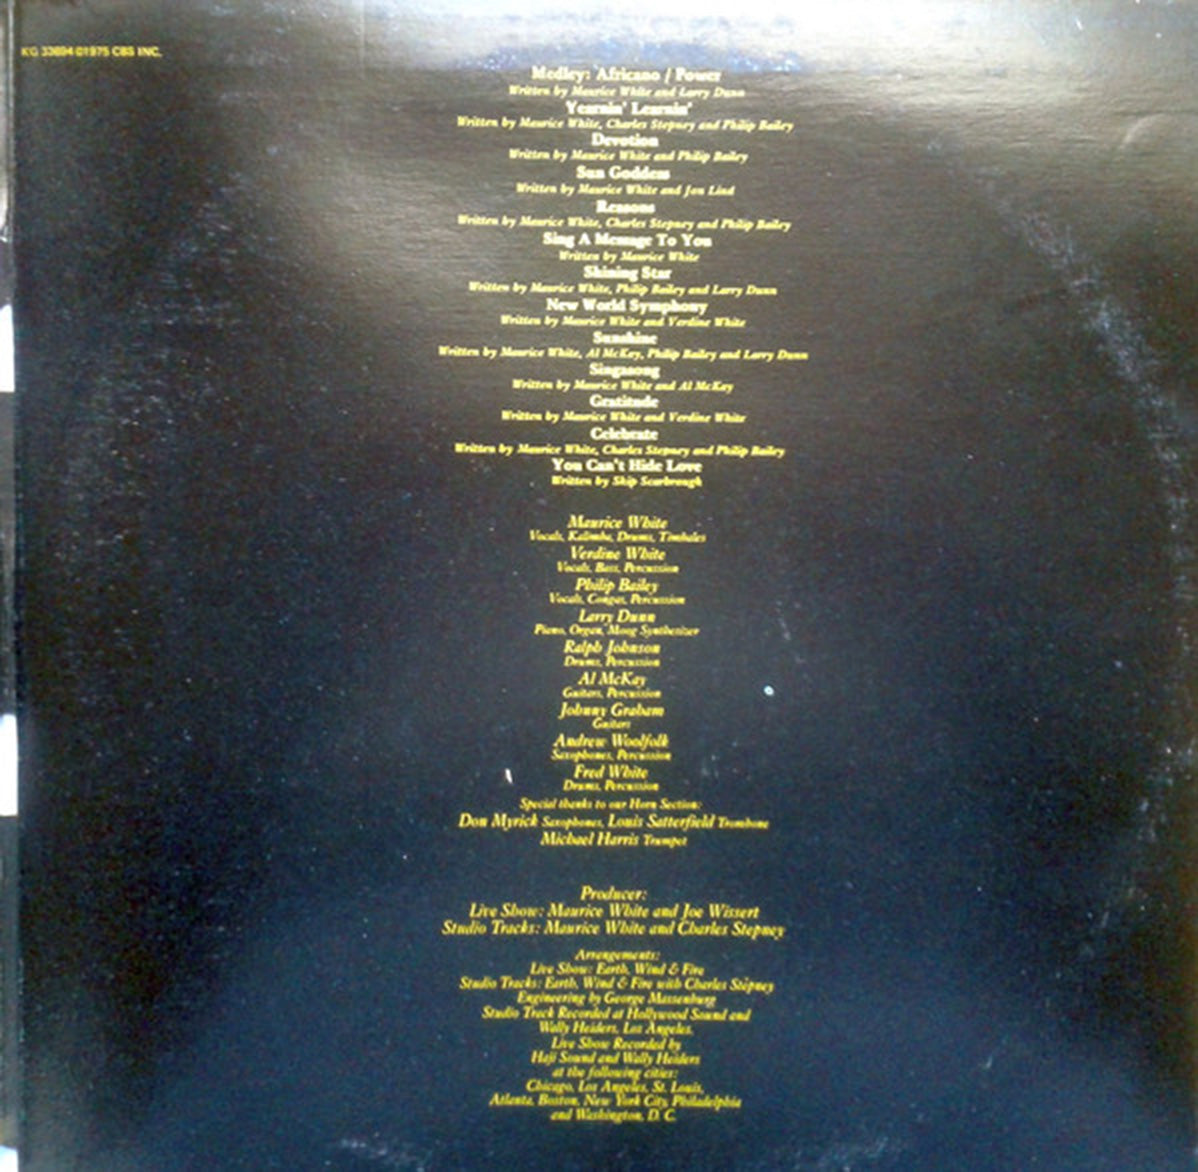 KG 33694 ©1975 CBS INC.
Medley: Africano / Power
Written by Maurice White and Larry Dunn
Yearnin' Learnin'
Written by Maurice White, Charles Stepney and Philip Bailey
Devotion
Written by Maurice White and Philip Bailey
Sun Goddess
Written by Maurice White and Jon Lind
Reasons
Written by Maurice White, Charles Stepney and Philip Bailey
Sing A Message To You
Written by Maurice White
Shining Star
Written by Maurice White, Philip Bailey and Larry Dunn
New World Symphony
Written by Maurice White and Verdine White
Sunshine
Written by Maurice White, Al McKay, Philip Bailey and Larry Dunn
Singasong
Written by Maurice White and Al McKay
Gratitude
Written by Maurice White and Verdine White
Celebrate
Written by Maurice White, Charles Stepney and Philip Bailey
You Can't Hide Love
Written by Skip Scarbrough
Maurice White
Vocals, Kalimba, Drums, Timbales
Verdine White
Vocals, Bass, Percussion
Philip Bailey
Vocals, Congas, Percussion
Larry Dunn
Piano, Organ, Moog Synthesizer
Ralph Johnson
Drums, Percussion
Al McKay
Guitars, Percussion
Johnny Graham
Guitars
Andrew Woolfolk
Saxophones, Percussion
Fred White
Drums, Percussion
Special thanks to our Horn Section:
Don Myrick Saxophones, Louis Satterfield Trombone
Michael Harris Trumpet
Producer:
Live Show: Maurice White and Joe Wissert
Studio Tracks: Maurice White and Charles Stepney
Arrangements:
Live Show: Earth, Wind & Fire
Studio Tracks: Earth, Wind & Fire with Charles Stepney
Engineering by George Massenburg
Studio Track Recorded at Hollywood Sound and
Wally Heiders, Los Angeles.
Live Show Recorded by
Haji Sound and Wally Heiders
at the following cities:
Chicago, Los Angeles, St. Louis,
Atlanta, Boston, New York City, Philadelphia
and Washington, D. C.